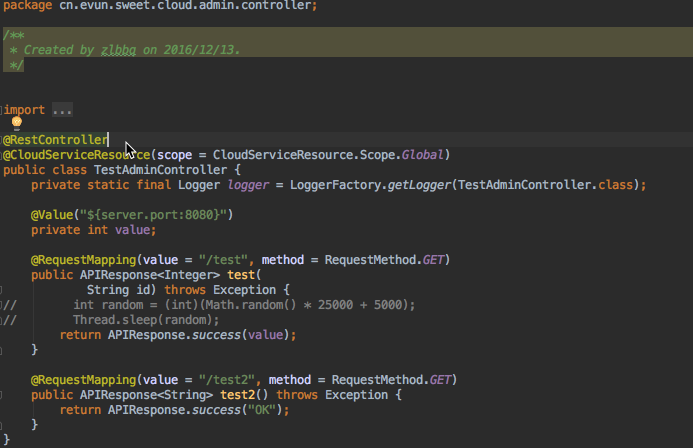 package cn.evun.sweet.cloud.admin.controller;
/**
 * Created by zlbbq on 2016/12/13.
 */
import ...
@RestController
@CloudServiceResource(scope = CloudServiceResource.Scope.Global)
public class TestAdminController {
    private static final Logger logger = LoggerFactory.getLogger(TestAdminController.class);
    @Value("${server.port:8080}")
    private int value;
    @RequestMapping(value = "/test", method = RequestMethod.GET)
    public APIResponse<Integer> test(
            String id) throws Exception {
//        int random = (int)(Math.random() * 25000 + 5000);
//        Thread.sleep(random);
        return APIResponse.success(value);
    }
    @RequestMapping(value = "/test2", method = RequestMethod.GET)
    public APIResponse<String> test2() throws Exception {
        return APIResponse.success("OK");
    }
}